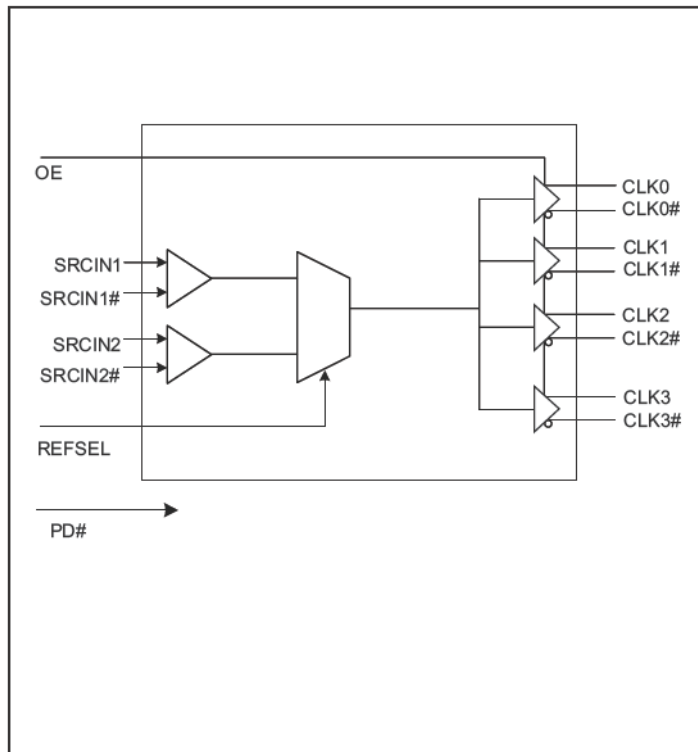 OE
SRCIN1
SRCIN1#
SRCIN2
SRCIN2#
REFSEL
PD#
CLK0
CLK0#
CLK1
CLK1#
CLK2
CLK2#
CLK3
CLK3#